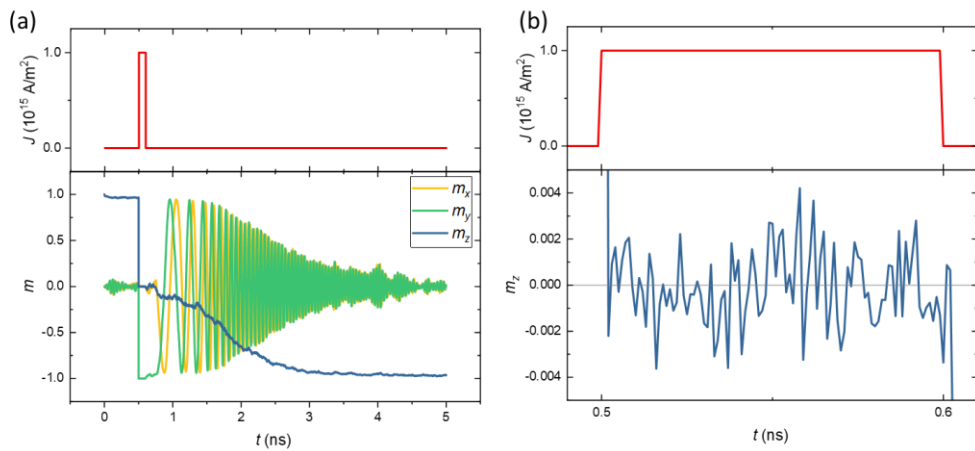 (a)
J (10^15 A/m^2)
1.0
0.0
m
1.0
0.5
0.0
-0.5
-1.0
m_x
m_y
m_z
0 1 2 3 4 5
t (ns)
(b)
J (10^15 A/m^2)
1.0
0.0
m_z
0.004
0.002
0.000
-0.002
-0.004
0.5 0.6
t (ns)